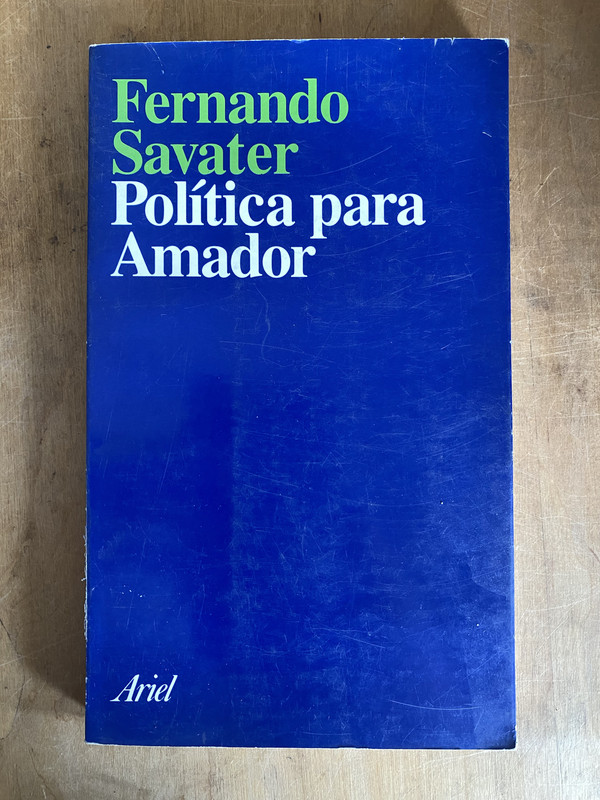 Fernando
Savater
Política para
Amador
Ariel